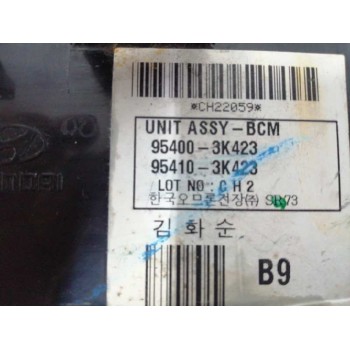 *CH22059*
UNIT ASSY-BCM
95400-3K423
95410-3K423
LOT NO : C H 2
한국오므론전장(주)
김 화 순
B9